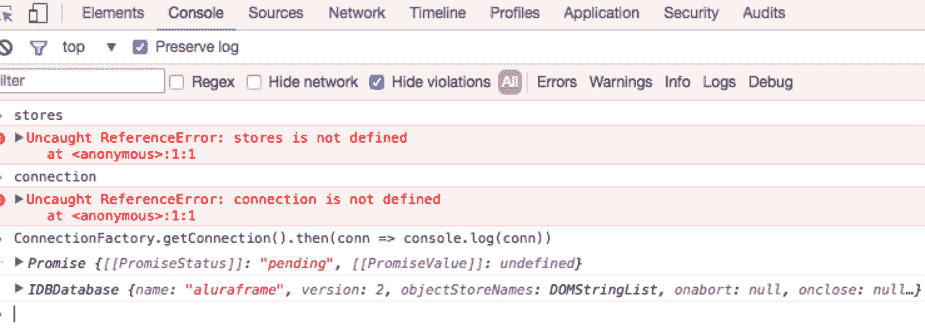 Elements Console Sources Network Timeline Profiles Application Security Audits
top Preserve log
ilter Regex Hide network Hide violations All Errors Warnings Info Logs Debug
stores
Uncaught ReferenceError: stores is not defined
at <anonymous>:1:1
connection
Uncaught ReferenceError: connection is not defined
at <anonymous>:1:1
ConnectionFactory.getConnection().then(conn => console.log(conn))
Promise {[[PromiseStatus]]: "pending", [[PromiseValue]]: undefined}
IDBDatabase {name: "aluraframe", version: 2, objectStoreNames: DOMStringList, onabort: null, onclose: null…}